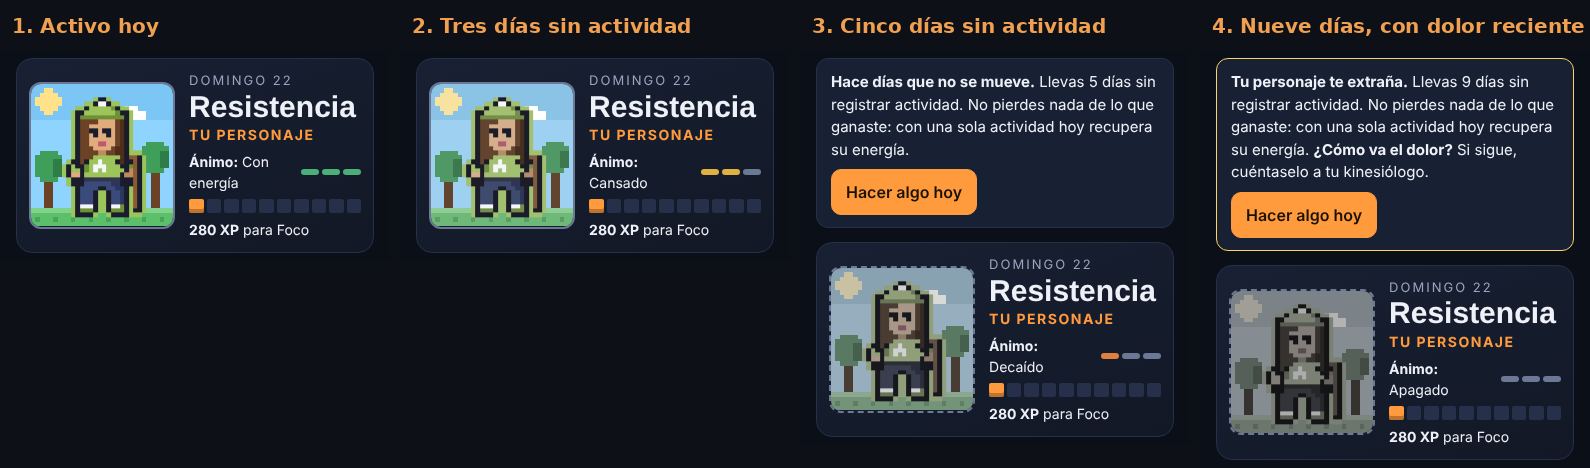 1. Activo hoy
DOMINGO 22
Resistencia
TU PERSONAJE
Ánimo: Con
energía
280 XP para Foco
2. Tres días sin actividad
DOMINGO 22
Resistencia
TU PERSONAJE
Ánimo:
Cansado
280 XP para Foco
3. Cinco días sin actividad
Hace días que no se mueve. Llevas 5 días sin
registrar actividad. No pierdes nada de lo que
ganaste: con una sola actividad hoy recupera
su energía.
Hacer algo hoy
DOMINGO 22
Resistencia
TU PERSONAJE
Ánimo:
Decaído
280 XP para Foco
4. Nueve días, con dolor reciente
Tu personaje te extraña. Llevas 9 días sin
registrar actividad. No pierdes nada de lo que
ganaste: con una sola actividad hoy recupera
su energía. ¿Cómo va el dolor? Si sigue,
cuéntaselo a tu kinesiólogo.
Hacer algo hoy
DOMINGO 22
Resistencia
TU PERSONAJE
Ánimo:
Apagado
280 XP para Foco